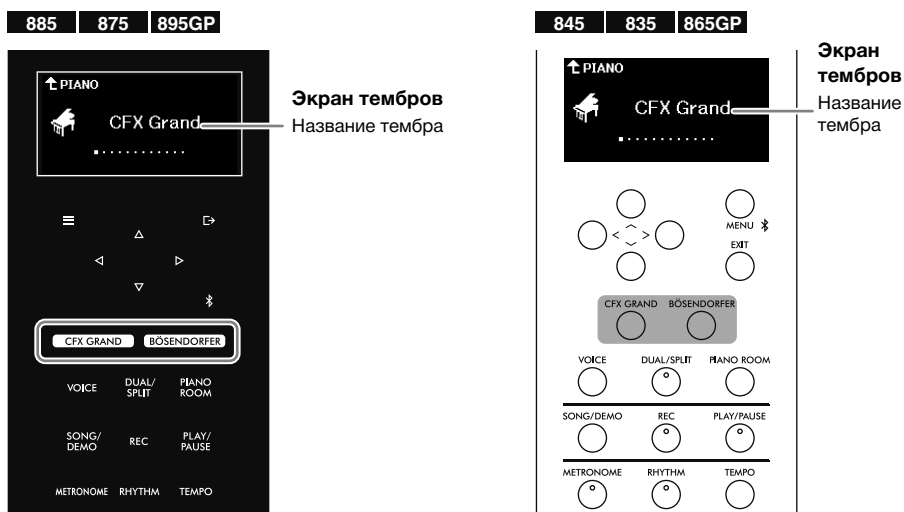 885 875 895GP
PIANO
CFX Grand
Экран тембров
Название тембра
CFX GRAND BÖSENDORFER
VOICE DUAL/SPLIT PIANO ROOM
SONG/DEMO REC PLAY/PAUSE
METRONOME RHYTHM TEMPO
845 835 865GP
PIANO
CFX Grand
Экран
тембров
Название
тембра
MENU
EXIT
CFX GRAND BÖSENDORFER
VOICE DUAL/SPLIT PIANO ROOM
SONG/DEMO REC PLAY/PAUSE
METRONOME RHYTHM TEMPO